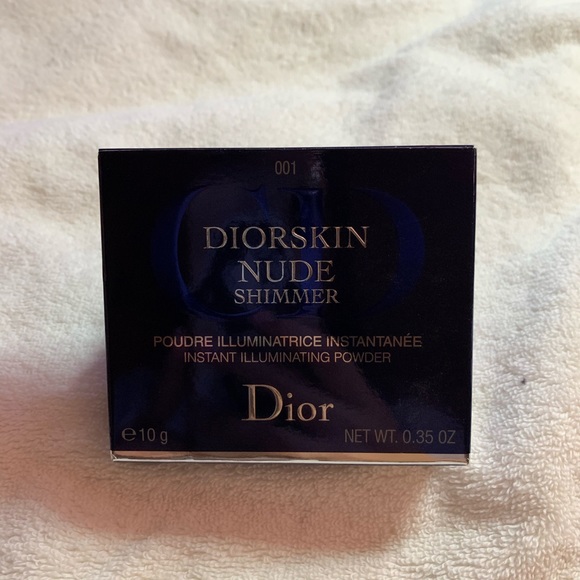 001
DIORSKIN
NUDE
SHIMMER
POUDRE ILLUMINATRICE INSTANTANÉE
INSTANT ILLUMINATING POWDER
Dior
℮ 10 g NET WT. 0.35 OZ